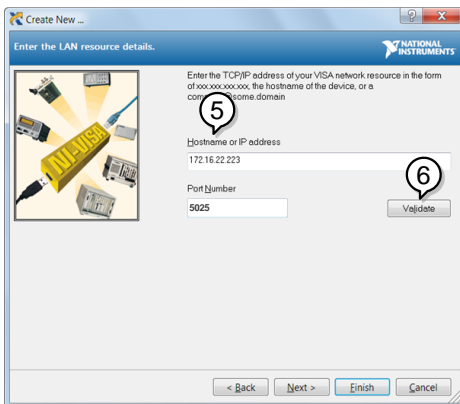 Create New ...
Enter the LAN resource details.
NATIONAL
INSTRUMENTS
Enter the TCP/IP address of your VISA network resource in the form
of xxx.xxx.xxx.xxx, the hostname of the device, or a
some.domain
5
Hostname or IP address
172.16.22.223
6
Port Number
5025
Validate
NI-VISA
< Back
Next >
Finish
Cancel